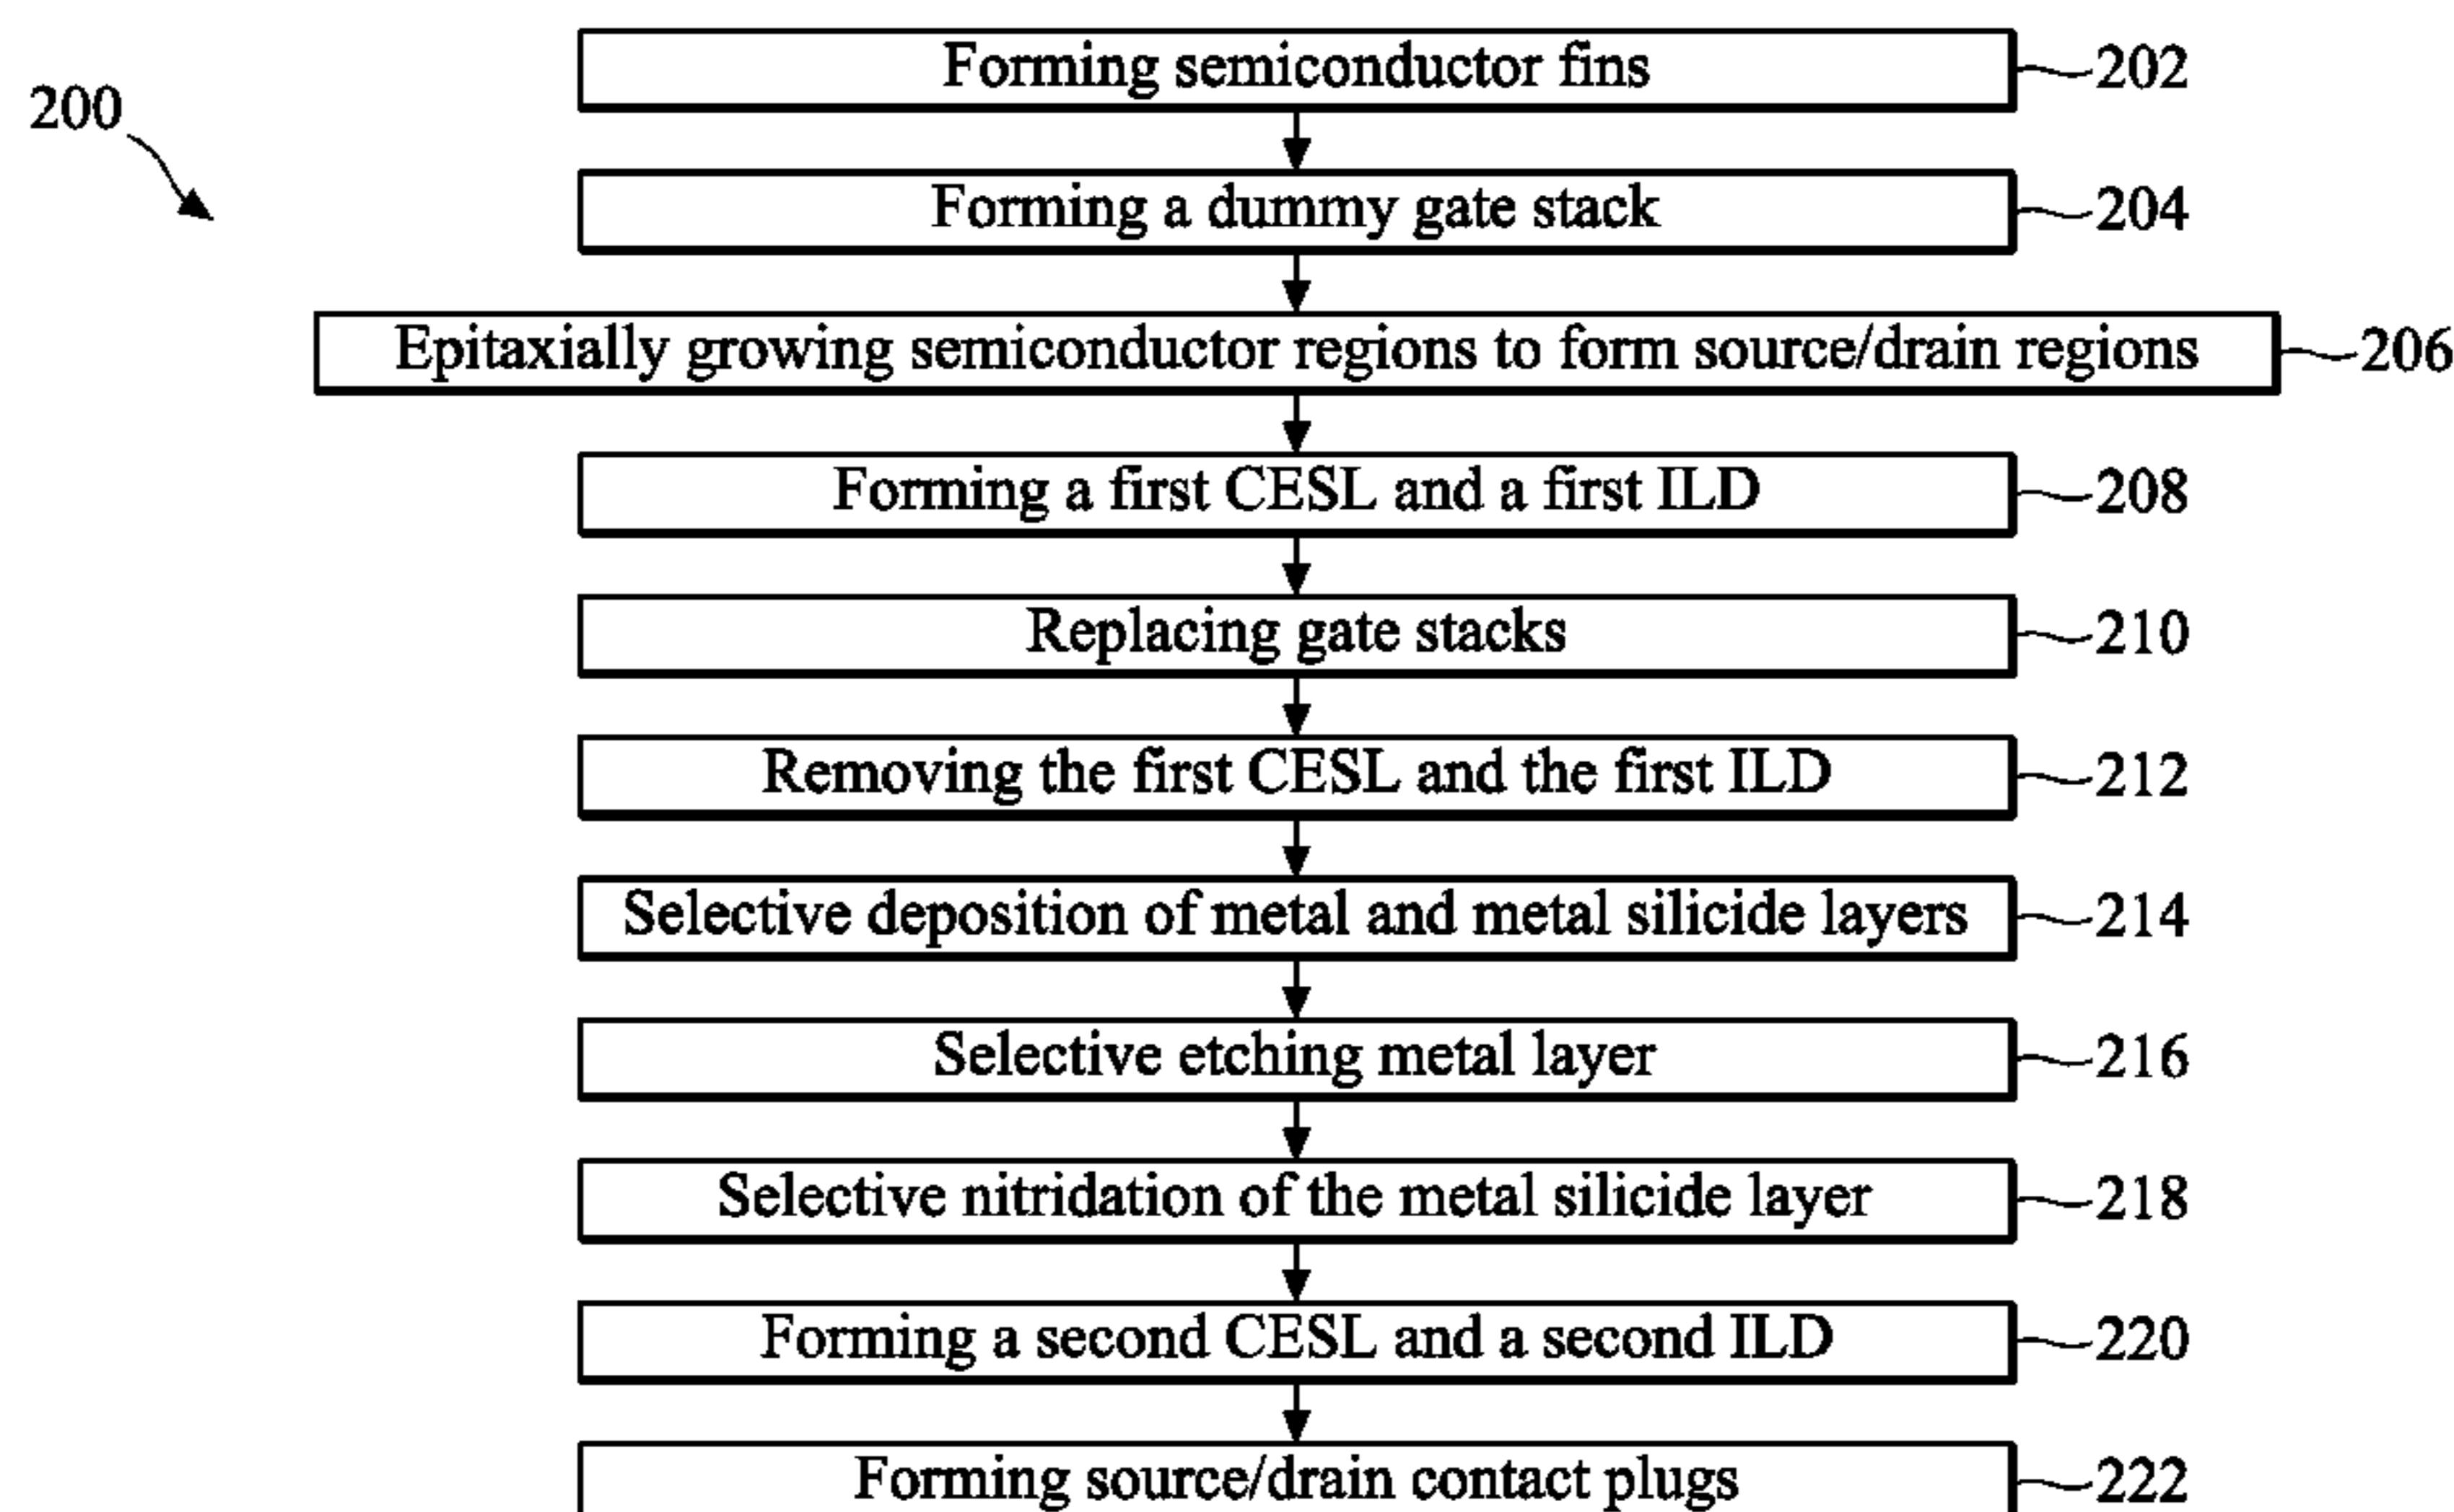 Forming semiconductor fins 202
200
Forming a dummy gate stack 204
Epitaxially growing semiconductor regions to form source/drain regions 206
Forming a first CESL and a first ILD 208
Replacing gate stacks 210
Removing the first CESL and the first ILD 212
Selective deposition of metal and metal silicide layers 214
Selective etching metal layer 216
Selective nitridation of the metal silicide layer 218
Forming a second CESL and a second ILD 220
Forming source/drain contact plugs 222